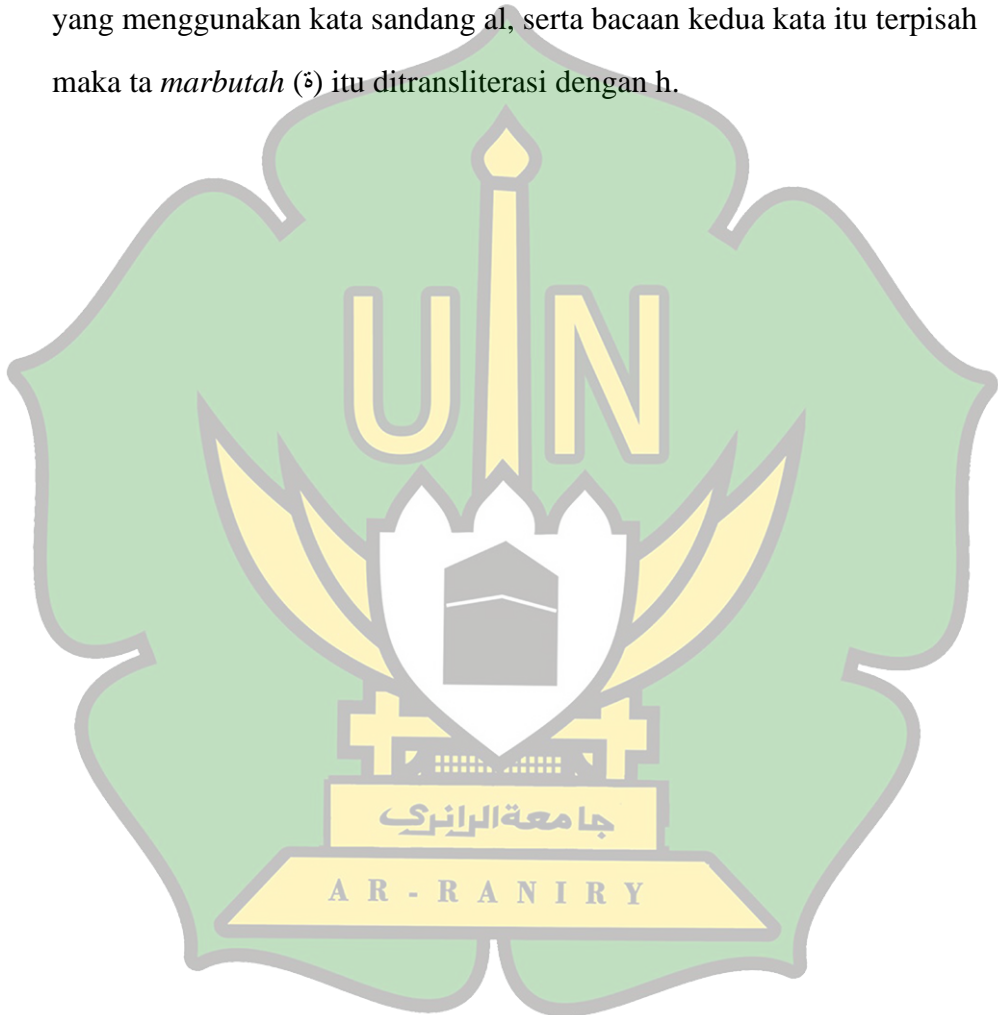 yang menggunakan kata sandang al, serta bacaan kedua kata itu terpisah
maka ta marbutah (ة) itu ditransliterasi dengan h.
UIN
جامعة الرانري
AR-RANIRY